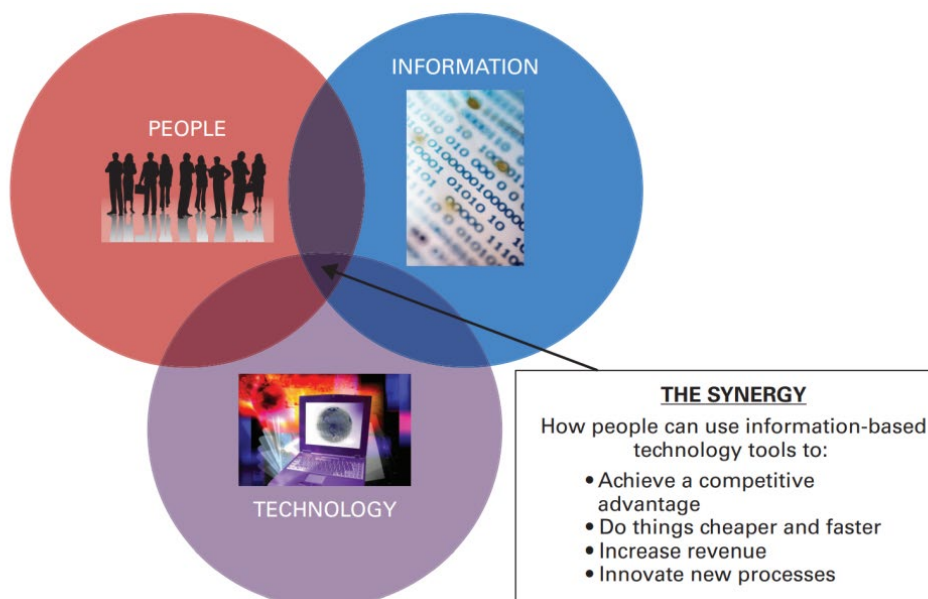 INFORMATION
PEOPLE
TECHNOLOGY
THE SYNERGY
How people can use information-based
technology tools to:
• Achieve a competitive
advantage
• Do things cheaper and faster
• Increase revenue
• Innovate new processes